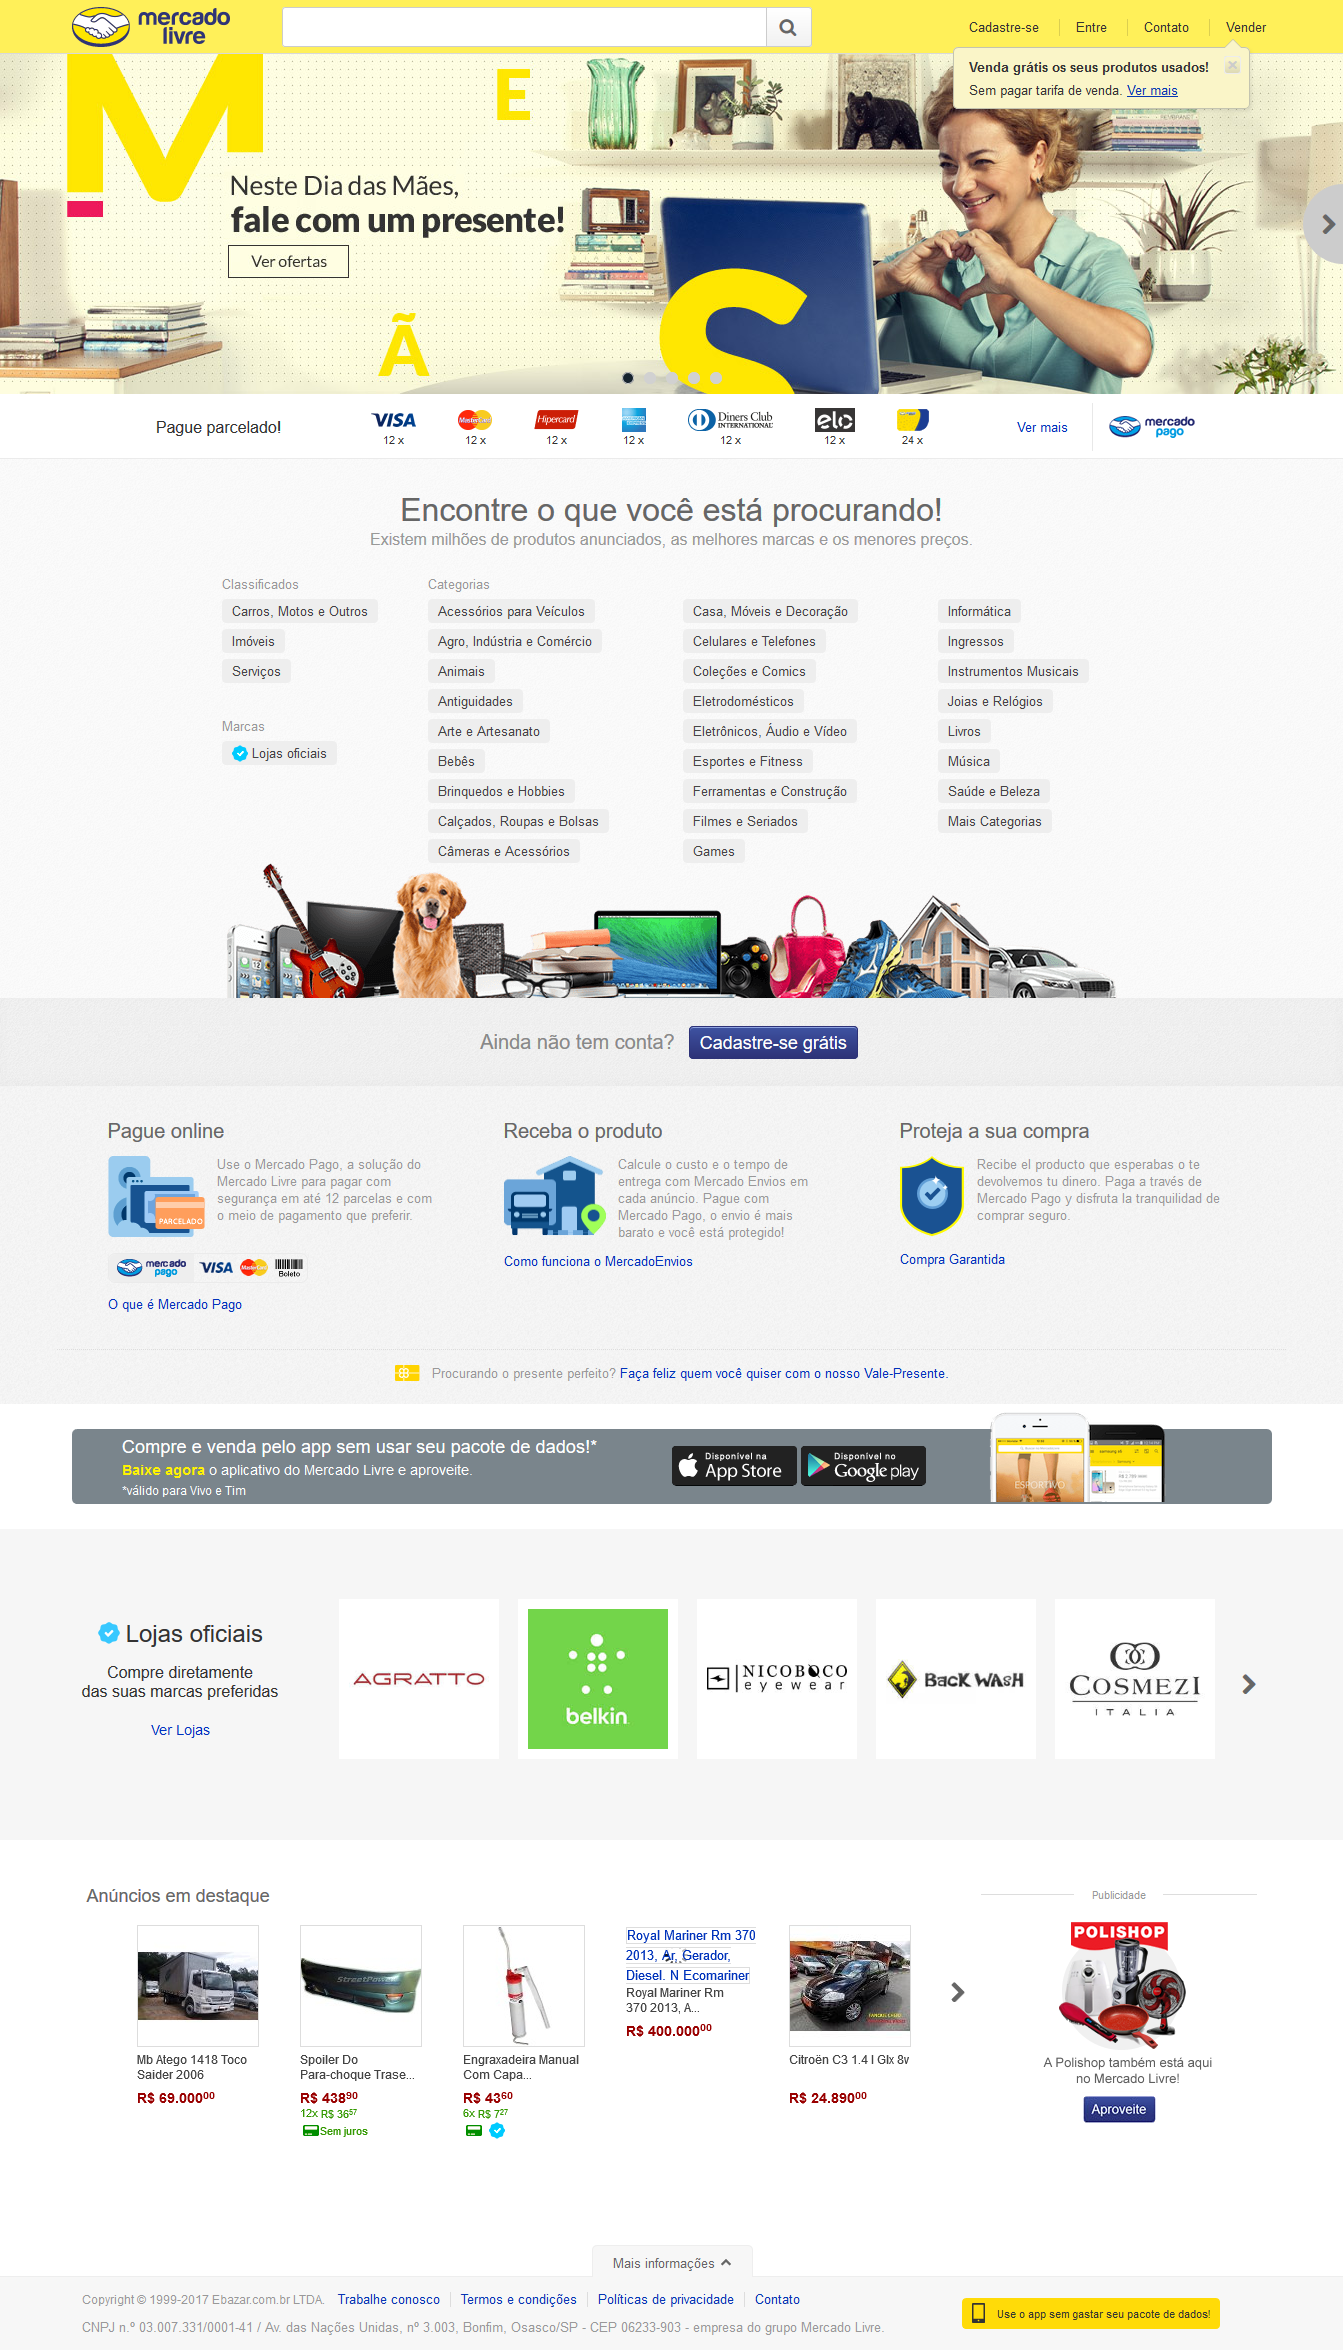 mercado
livre
Cadastre-se
Entre
Contato
Vender
Venda grátis os seus produtos usados!
Sem pagar tarifa de venda. Ver mais
M
E
Neste Dia das Mães,
fale com um presente!
Ver ofertas
Ã
S
Pague parcelado!
VISA
12 x
MasterCard
12 x
Hipercard
12 x
AMERICAN EXPRESS
12 x
Diners Club
INTERNATIONAL
12 x
elo
12 x
24 x
Ver mais
mercado
pago
Encontre o que você está procurando!
Existem milhões de produtos anunciados, as melhores marcas e os menores preços.
Classificados
Carros, Motos e Outros
Imóveis
Serviços
Marcas
Lojas oficiais
Categorias
Acessórios para Veículos
Agro, Indústria e Comércio
Animais
Antiguidades
Arte e Artesanato
Bebês
Brinquedos e Hobbies
Calçados, Roupas e Bolsas
Câmeras e Acessórios
Casa, Móveis e Decoração
Celulares e Telefones
Coleções e Comics
Eletrodomésticos
Eletrônicos, Áudio e Vídeo
Esportes e Fitness
Ferramentas e Construção
Filmes e Seriados
Games
Informática
Ingressos
Instrumentos Musicais
Joias e Relógios
Livros
Música
Saúde e Beleza
Mais Categorias
Ainda não tem conta?
Cadastre-se grátis
Pague online
PARCELADO
Use o Mercado Pago, a solução do
Mercado Livre para pagar com
segurança em até 12 parcelas e com
o meio de pagamento que preferir.
mercado
pago
VISA
MasterCard
Boleto
O que é Mercado Pago
Receba o produto
Calcule o custo e o tempo de
entrega com Mercado Envios em
cada anúncio. Pague com
Mercado Pago, o envio é mais
barato e você está protegido!
Como funciona o MercadoEnvios
Proteja a sua compra
Recibe el producto que esperabas o te
devolvemos tu dinero. Paga a través de
Mercado Pago y disfruta la tranquilidad de
comprar seguro.
Compra Garantida
Procurando o presente perfeito? Faça feliz quem você quiser com o nosso Vale-Presente.
Compre e venda pelo app sem usar seu pacote de dados!*
Baixe agora o aplicativo do Mercado Livre e aproveite.
*válido para Vivo e Tim
Disponível na
App Store
Disponível no
Google play
ESPORTIVO
Lojas oficiais
Compre diretamente
das suas marcas preferidas
Ver Lojas
AGRATTO
belkin
NICOBOCO
eyewear
BACK WASH
COSMEZI
ITALIA
Anúncios em destaque
Mb Atego 1418 Toco
Saider 2006
R$ 69.00000
StreetPower
Spoiler Do
Para-choque Trase...
R$ 43890
12x R$ 3657
Sem juros
Engraxadeira Manual
Com Capa...
R$ 4360
6x R$ 727
Royal Mariner Rm 370
2013, Ar, Gerador,
Diesel. N Ecomariner
Royal Mariner Rm
370 2013, A...
R$ 400.00000
Citroën C3 1.4 I Glx 8v
R$ 24.89000
Publicidade
POLISHOP
A Polishop também está aqui
no Mercado Livre!
Aproveite
Mais informações
Copyright © 1999-2017 Ebazar.com.br LTDA.
Trabalhe conosco
Termos e condições
Políticas de privacidade
Contato
CNPJ n.º 03.007.331/0001-41 / Av. das Nações Unidas, nº 3.003, Bonfim, Osasco/SP - CEP 06233-903 - empresa do grupo Mercado Livre.
Use o app sem gastar seu pacote de dados!